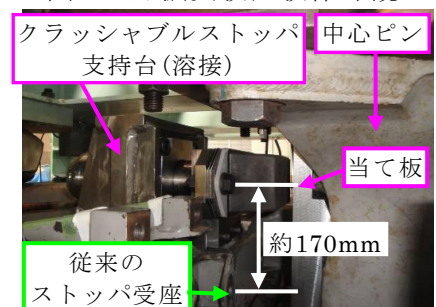 クラッシャブルストッパ
支持台(溶接)
中心ピン
当て板
約170mm
従来の
ストッパ受座